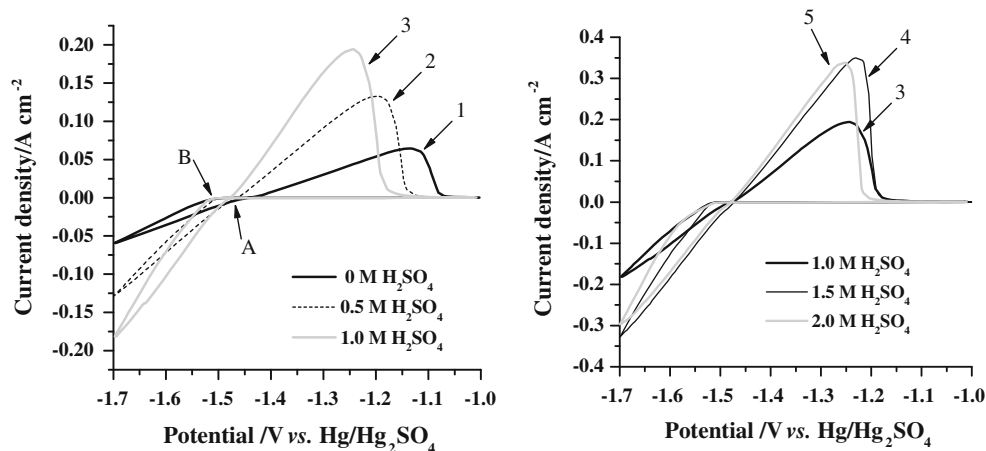 0.20
0.15
0.10
0.05
0.00
-0.05
-0.10
-0.15
-0.20
Current density/A cm⁻²
3
2
1
B
A
0 M H₂SO₄
0.5 M H₂SO₄
1.0 M H₂SO₄
-1.7 -1.6 -1.5 -1.4 -1.3 -1.2 -1.1 -1.0
Potential /V vs. Hg/Hg₂SO₄
0.4
0.3
0.2
0.1
0.0
-0.1
-0.2
-0.3
-0.4
Current density/A cm⁻²
5
4
3
1.0 M H₂SO₄
1.5 M H₂SO₄
2.0 M H₂SO₄
-1.7 -1.6 -1.5 -1.4 -1.3 -1.2 -1.1 -1.0
Potential /V vs. Hg/Hg₂SO₄